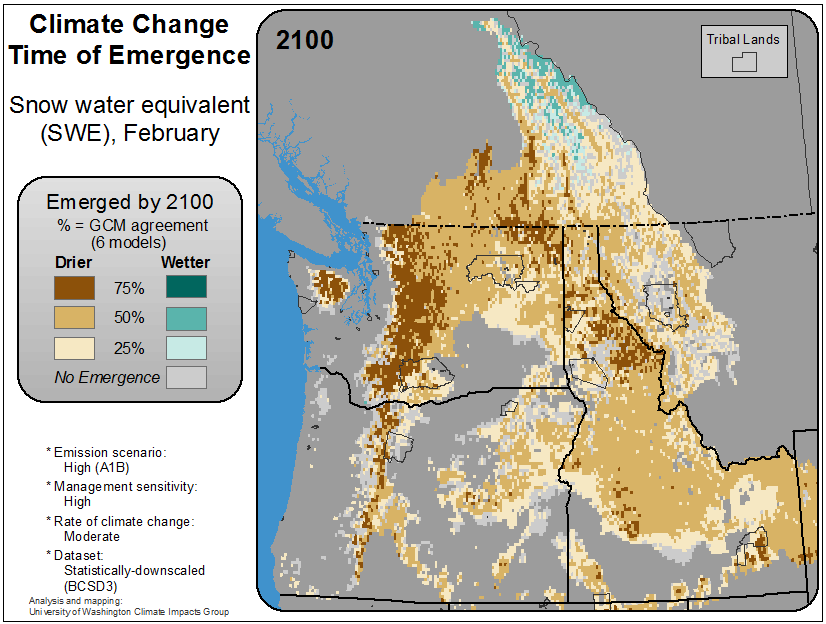 Climate Change
Time of Emergence
Snow water equivalent
(SWE), February
Emerged by 2100
% = GCM agreement
(6 models)
Drier Wetter
75%
50%
25%
No Emergence
* Emission scenario:
High (A1B)
* Management sensitivity:
High
* Rate of climate change:
Moderate
* Dataset:
Statistically-downscaled
(BCSD3)
Analysis and mapping:
University of Washington Climate Impacts Group
2100
Tribal Lands